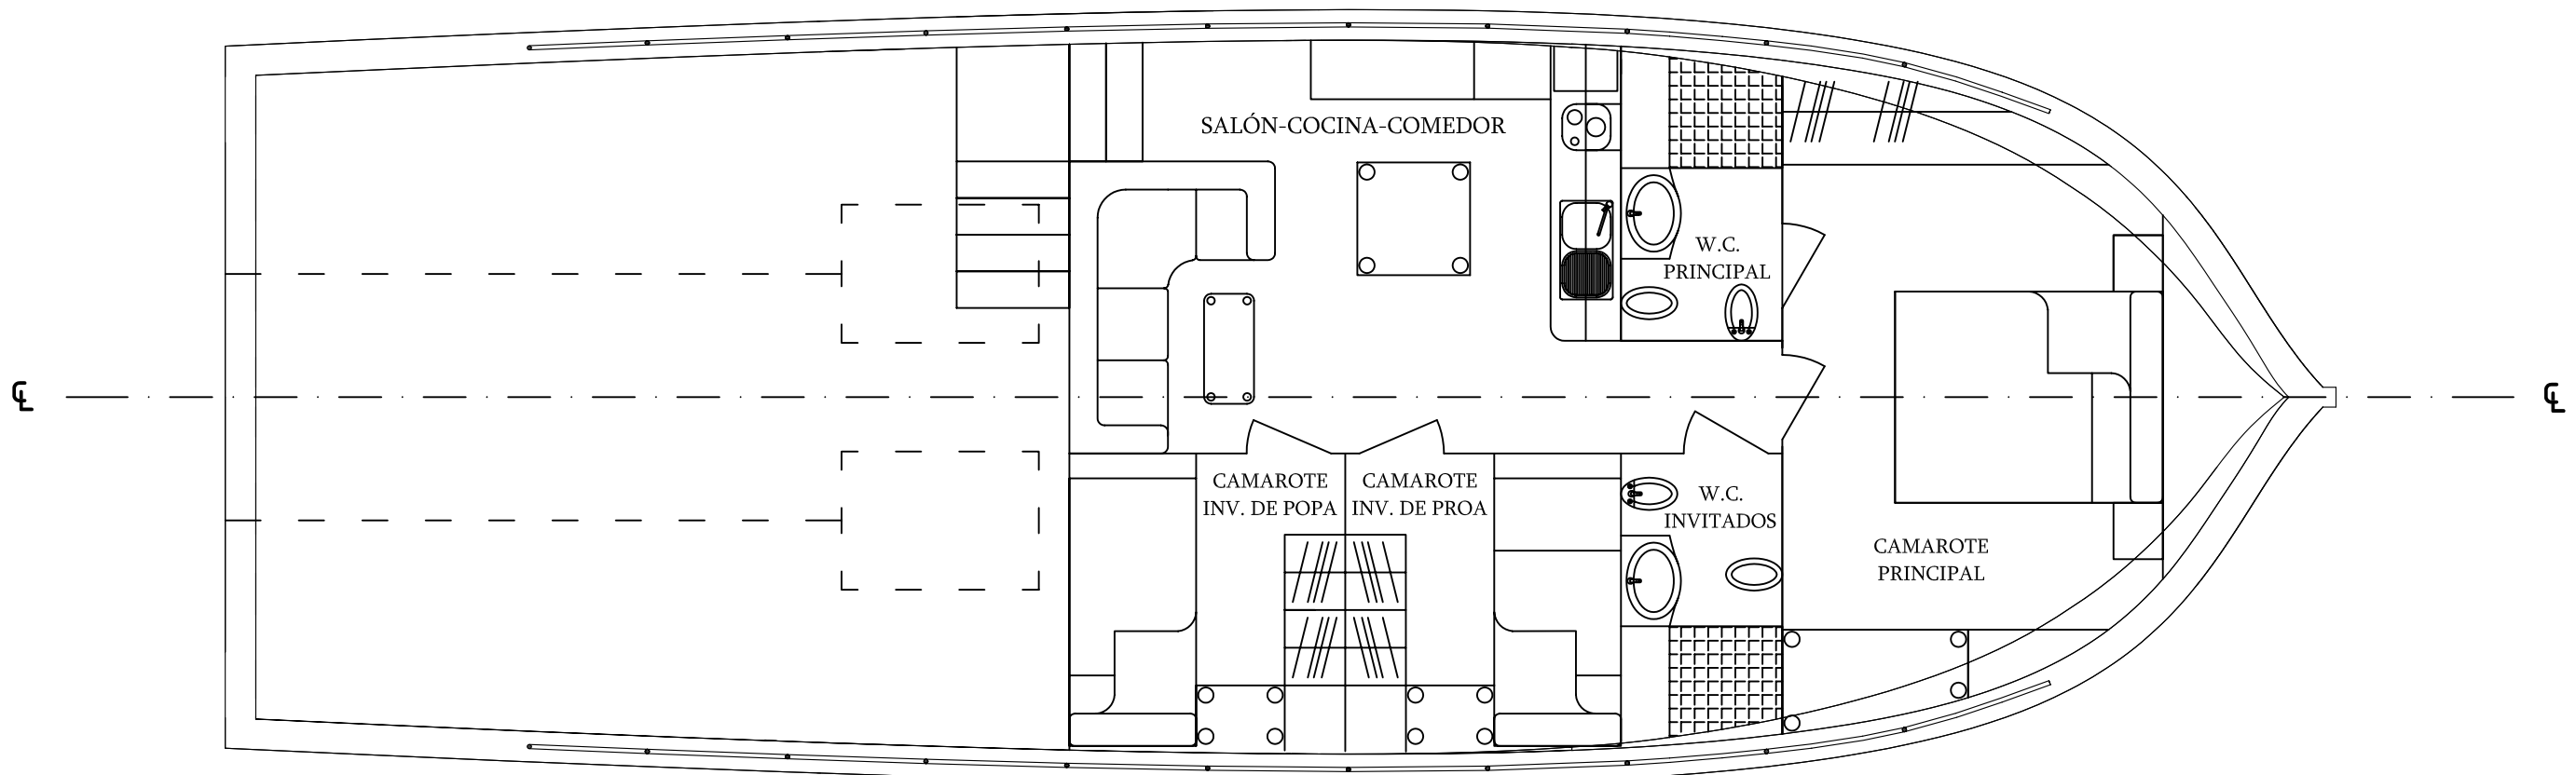 SALÓN-COCINA-COMEDOR
W.C.
PRINCIPAL
℄
℄
CAMAROTE
INV. DE POPA
CAMAROTE
INV. DE PROA
W.C.
INVITADOS
CAMAROTE
PRINCIPAL